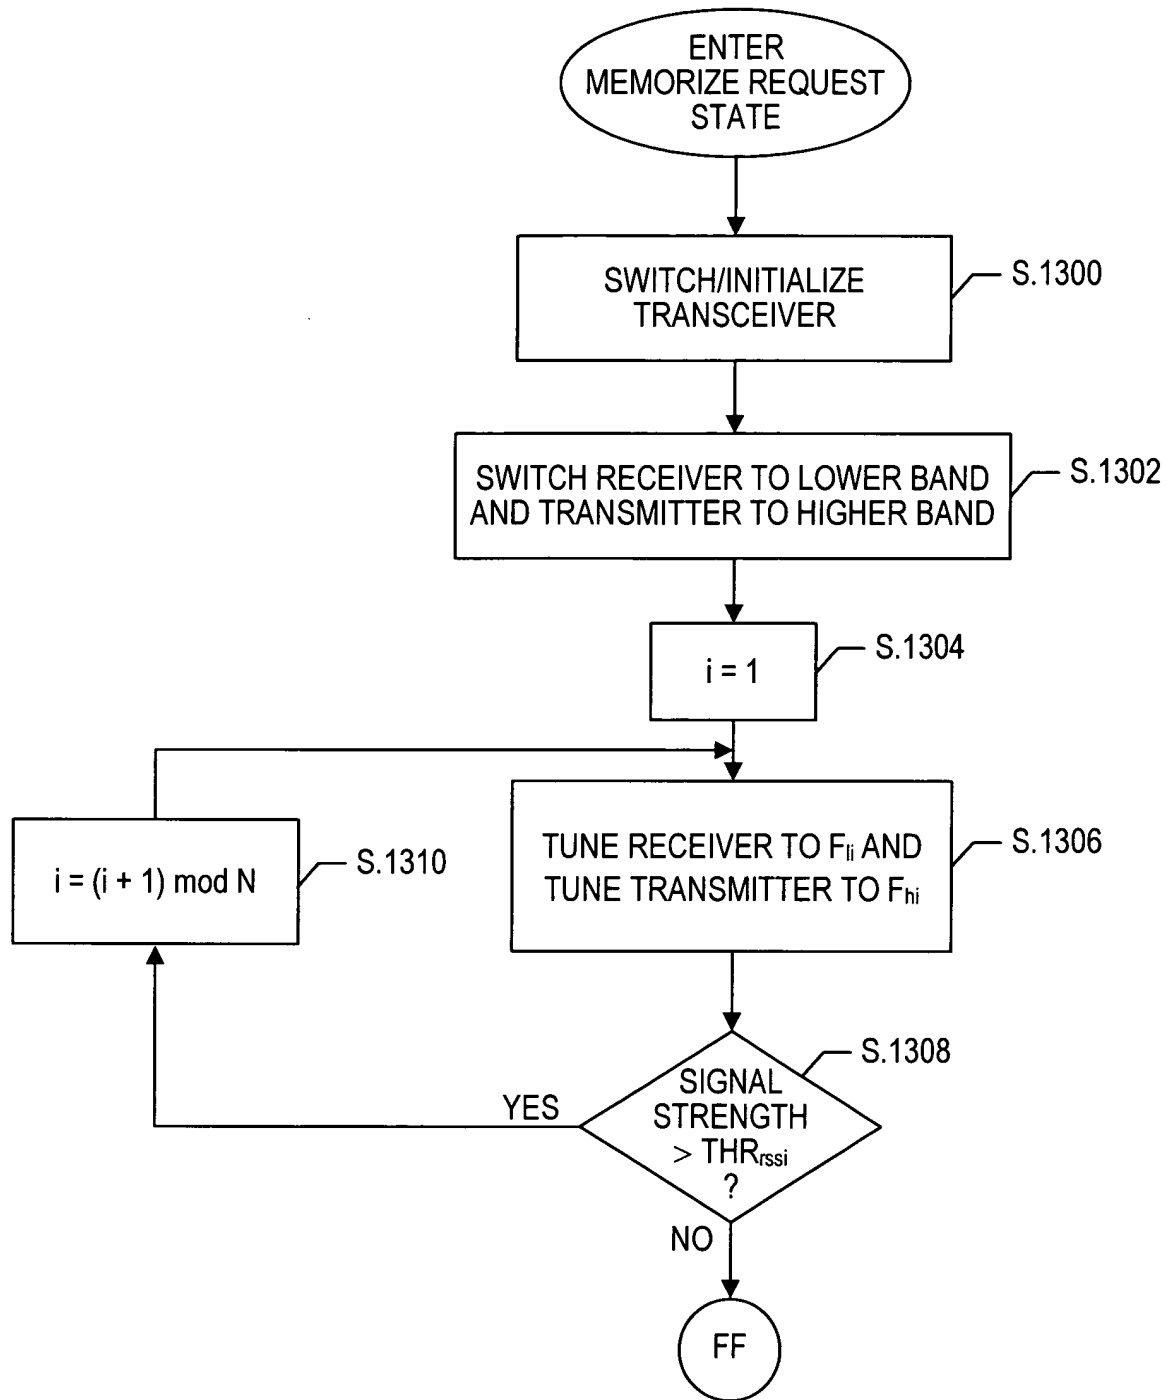 ENTER
MEMORIZE REQUEST
STATE
SWITCH/INITIALIZE
TRANSCEIVER
S.1300
SWITCH RECEIVER TO LOWER BAND
AND TRANSMITTER TO HIGHER BAND
S.1302
i = 1
S.1304
TUNE RECEIVER TO Fli AND
TUNE TRANSMITTER TO Fhi
S.1306
i = (i + 1) mod N
S.1310
SIGNAL
STRENGTH
> THRrssi
?
S.1308
YES
NO
FF